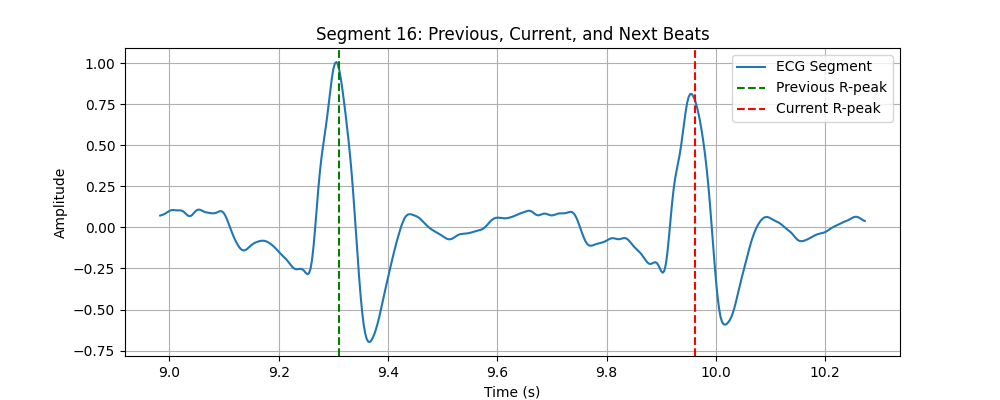 Segment 16: Previous, Current, and Next Beats
ECG Segment
Previous R-peak
Current R-peak
Amplitude
1.00
0.75
0.50
0.25
0.00
−0.25
−0.50
−0.75
9.0 9.2 9.4 9.6 9.8 10.0 10.2
Time (s)